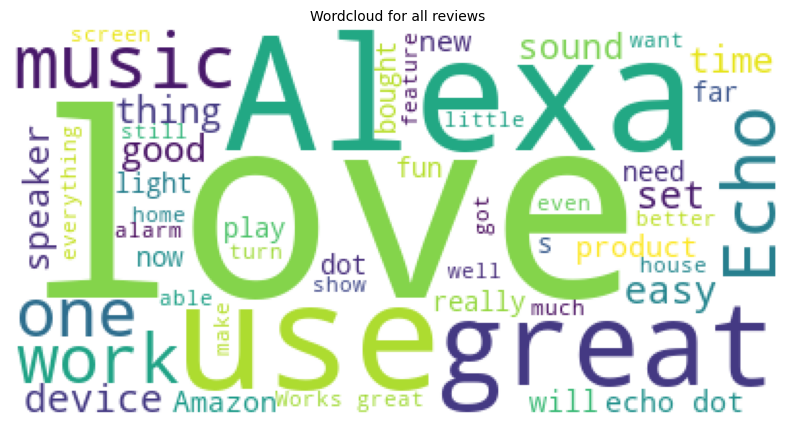 Wordcloud for all reviews
screen
music
Alexa
bought
feature
new
sound
want
time
thing
still
good
little
far
speaker
everything
light
love
fun
need
set
Echo
home
alarm
now
play
turn
dot
show
got
even
s
better
product
house
well
easy
one
able
really
much
work
make
use
great
device
Amazon
Works great
will
echo dot